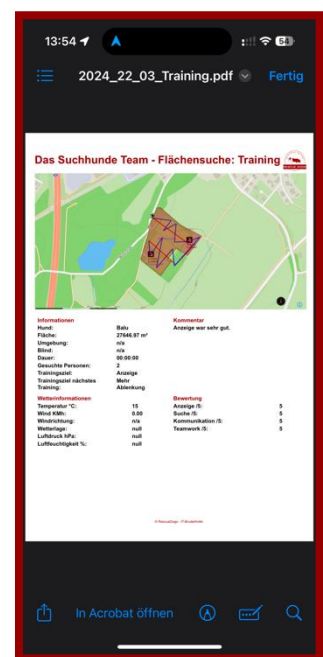 13:54
54
2024_22_03_Training.pdf
Fertig
Das Suchhunde Team - Flächensuche: Training
Informationen
Hund: Balu
Fläche: 27646.97 m²
Umgebung: n/a
Blind: n/a
Dauer: 00:00:00
Gesuchte Personen: 2
Trainingsziel: Anzeige
Trainingsziel nächstes Mehr
Training: Ablenkung
Kommentar
Anzeige war sehr gut.
Wetterinformationen
Temperatur °C: 15
Wind KMh: 0.00
Windrichtung: n/a
Wetterlage: null
Luftdruck hPa: null
Luftfeuchtigkeit %: null
Bewertung
Anzeige /5: 5
Suche /5: 5
Kommunikation /5: 5
Teamwork /5: 5
In Acrobat öffnen